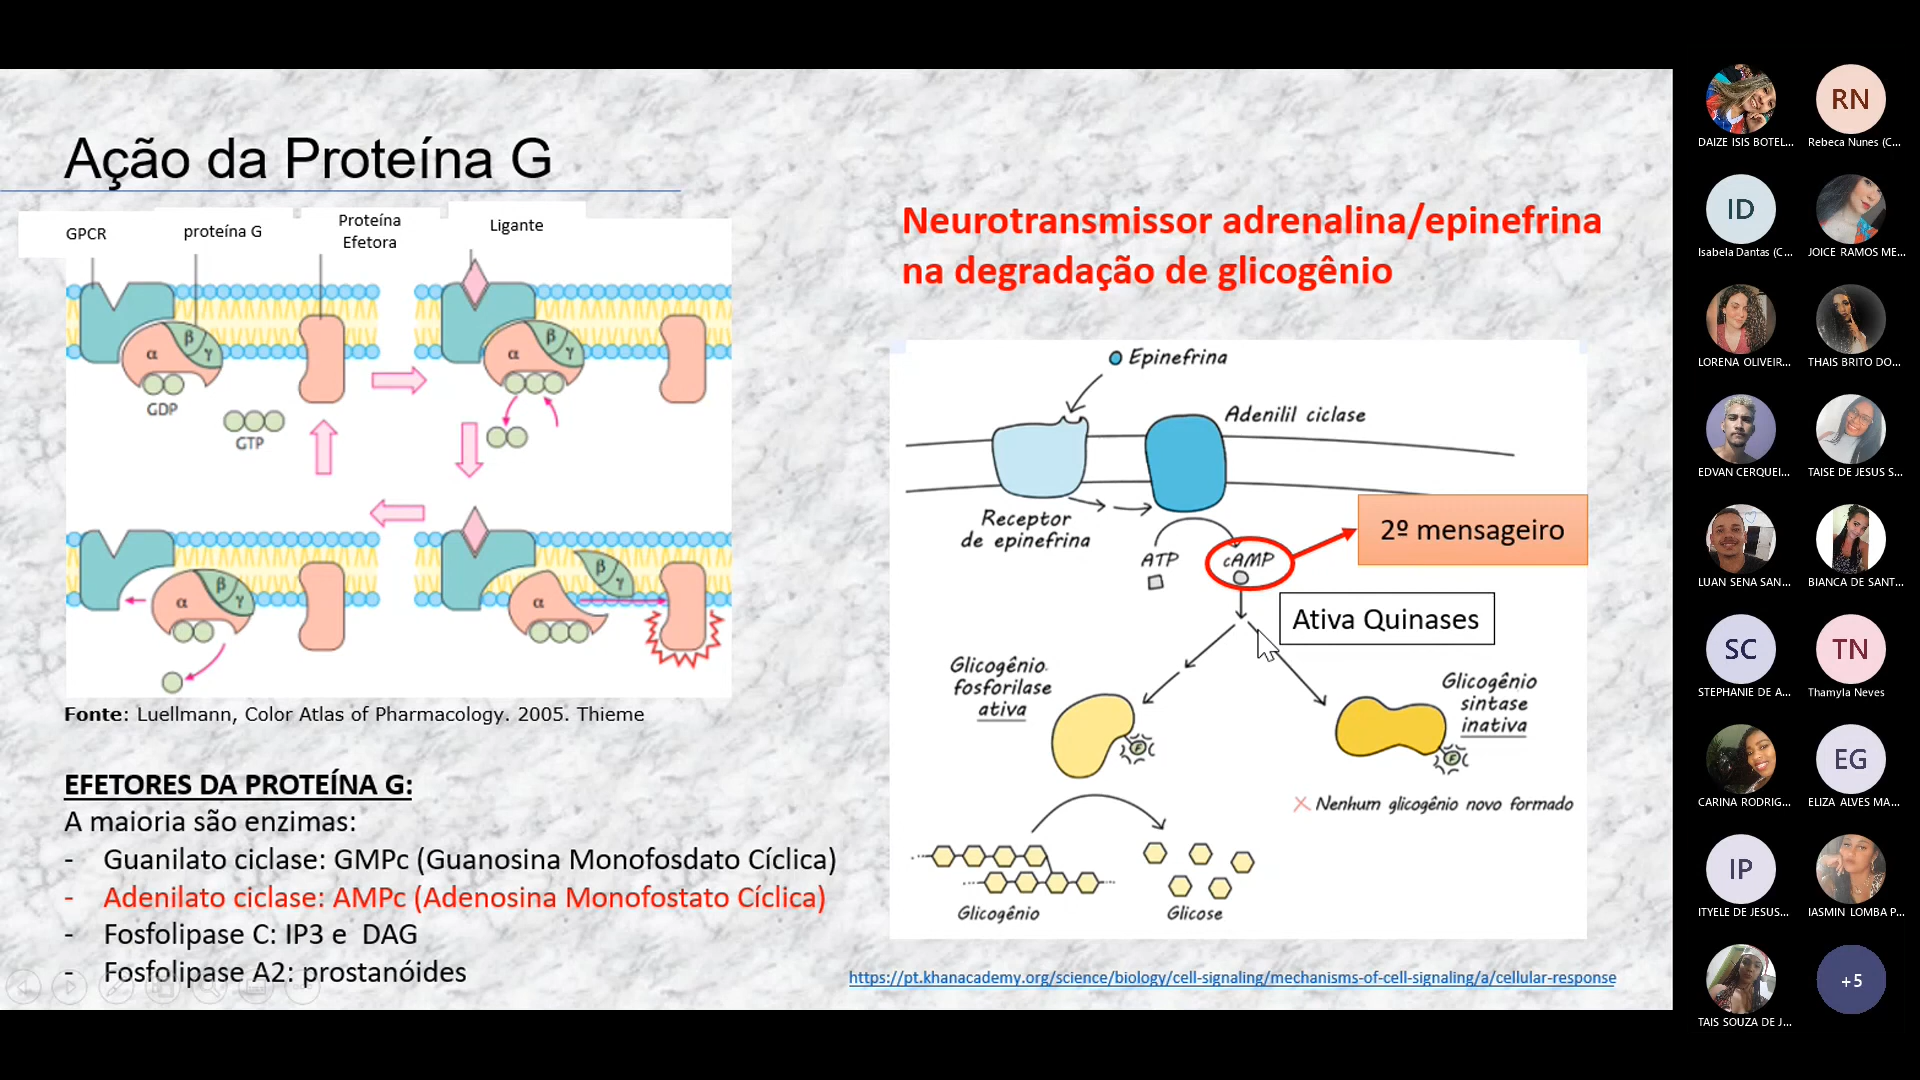 Ação da Proteína G
GPCR
proteína G
Proteína
Efetora
Ligante
α
β
γ
GDP
GTP
α
β
γ
α
β
γ
α
β
γ
Fonte: Luellmann, Color Atlas of Pharmacology. 2005. Thieme
EFETORES DA PROTEÍNA G:
A maioria são enzimas:
- Guanilato ciclase: GMPc (Guanosina Monofosdato Cíclica)
- Adenilato ciclase: AMPc (Adenosina Monofostato Cíclica)
- Fosfolipase C: IP3 e DAG
- Fosfolipase A2: prostanóides
Neurotransmissor adrenalina/epinefrina
na degradação de glicogênio
Epinefrina
Adenilil ciclase
Receptor
de epinefrina
ATP
cAMP
2º mensageiro
Ativa Quinases
Glicogênio
fosforilase
ativa
F
Glicogênio
sintase
inativa
F
Nenhum glicogênio novo formado
Glicogênio
Glicose
https://pt.khanacademy.org/science/biology/cell-signaling/mechanisms-of-cell-signaling/a/cellular-response
DAIZE ISIS BOTEL...
RN
Rebeca Nunes (C...
ID
Isabela Dantas (C...
JOICE RAMOS ME...
LORENA OLIVEIR...
THAIS BRITO DO...
EDVAN CERQUEI...
TAISE DE JESUS S...
LUAN SENA SAN...
BIANCA DE SANT...
SC
STEPHANIE DE A...
TN
Thamyla Neves
CARINA RODRIG...
EG
ELIZA ALVES MA...
IP
ITYELE DE JESUS...
IASMIN LOMBA P...
TAIS SOUZA DE J...
+5